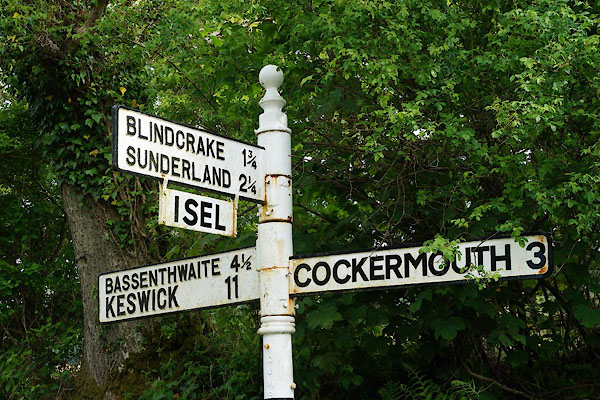 BLINDCRAKE 1¾
SUNDERLAND 2¼
ISEL
BASSENTHWAITE 4½
KESWICK 11
COCKERMOUTH 3